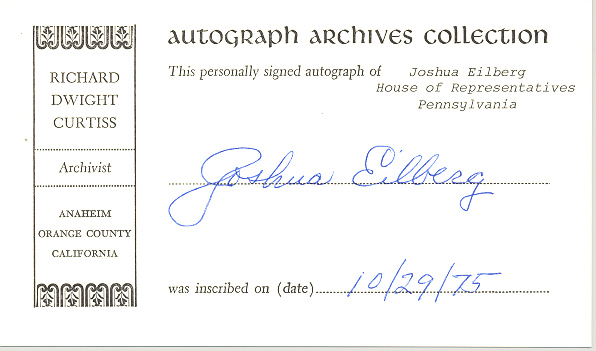 AUTOGRAPH ARCHIVES COLLECTION
This personally signed autograph of Joshua Eilberg
House of Representatives
Pennsylvania
RICHARD
DWIGHT
CURTISS
Archivist
ANAHEIM
ORANGE COUNTY
CALIFORNIA
Joshua Eilberg
was inscribed on (date) 10/29/75